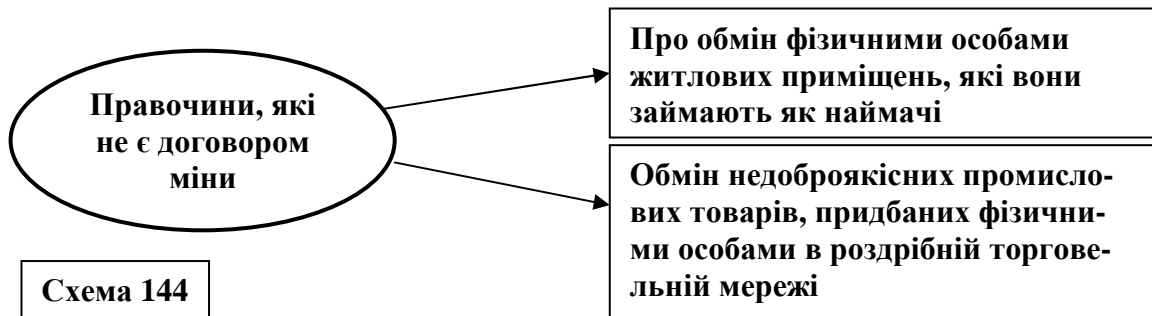 Правочини, які
не є договором
міни
Про обмін фізичними особами
житлових приміщень, які вони
займають як наймачі
Обмін недоброякісних промисло-
вих товарів, придбаних фізични-
ми особами в роздрібній торгове-
льній мережі
Схема 144